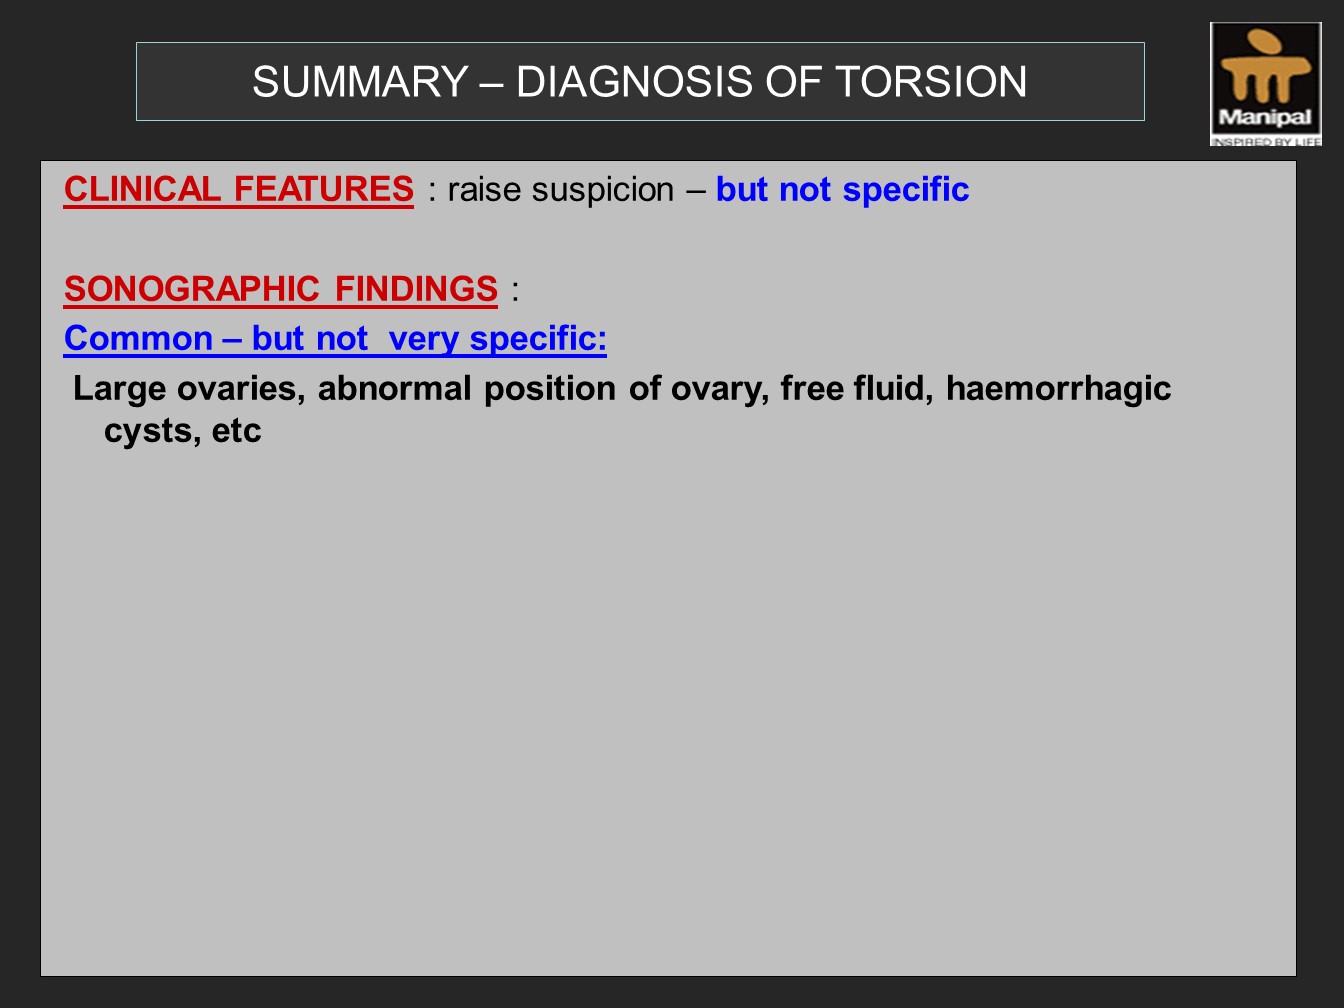 SUMMARY – DIAGNOSIS OF TORSION
Manipal
INSPIRED BY LIFE
CLINICAL FEATURES : raise suspicion – but not specific
SONOGRAPHIC FINDINGS :
Common – but not very specific:
Large ovaries, abnormal position of ovary, free fluid, haemorrhagic
cysts, etc